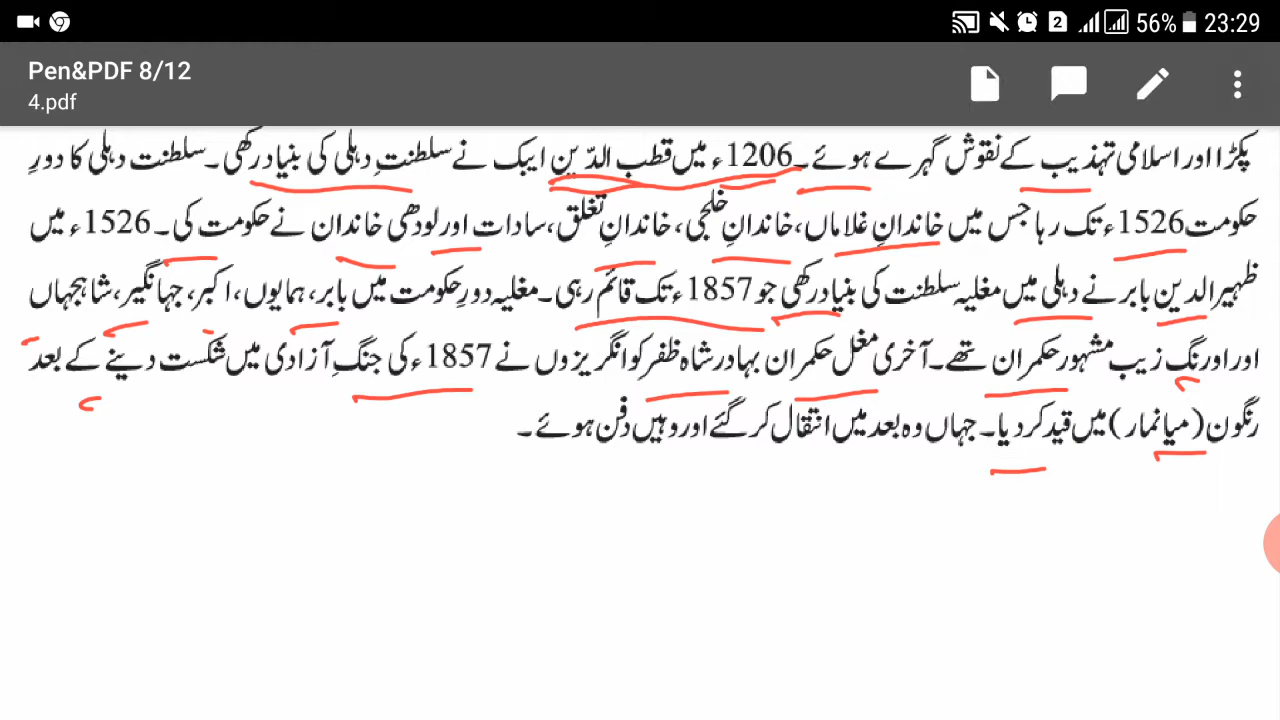 2 56% 23:29
Pen&PDF 8/12
4.pdf
پکڑا اور اسلامی تہذیب کے نقوش گہرے ہوئے۔ 1206ء میں قطب الدّین ایبک نے سلطنتِ دہلی کی بنیاد رکھی۔ سلطنت دہلی کا دورِ
حکومت 1526ء تک رہا جس میں خاندانِ غلاماں، خاندانِ خلجی، خاندانِ تغلق، سادات اور لودھی خاندان نے حکومت کی۔ 1526ء میں
ظہیر الدین بابر نے دہلی میں مغلیہ سلطنت کی بنیاد رکھی جو 1857ء تک قائم رہی۔ مغلیہ دورِ حکومت میں بابر، ہمایوں، اکبر، جہانگیر، شاہجہاں
اور اورنگ زیب مشہور حکمران تھے۔ آخری مغل حکمران بہادر شاہ ظفر کو انگریزوں نے 1857ء کی جنگِ آزادی میں شکست دینے کے بعد
رنگون (میانمار) میں قید کر دیا۔ جہاں وہ بعد میں انتقال کر گئے اور وہیں دفن ہوئے۔